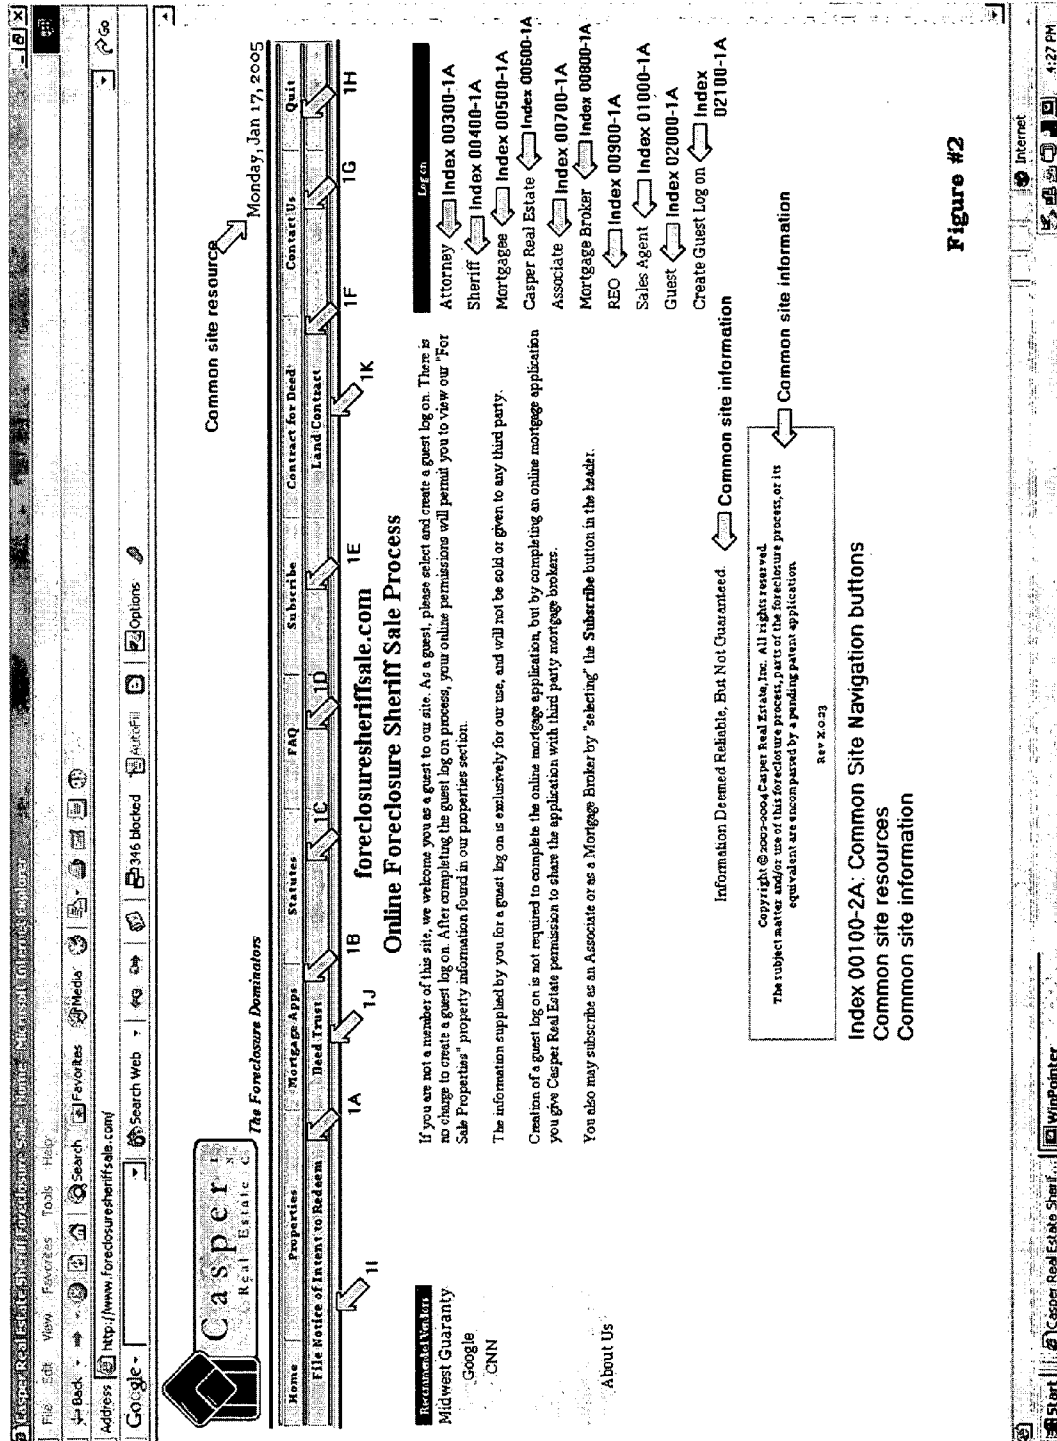 Casper Real Estate Sheriff Foreclosure Sale - Home - Microsoft Internet Explorer
File Edit View Favorites Tools Help
Back Search Favorites Media
Address http://www.foreclosuresheriffsale.com/ Go
Google Search Web 346 blocked AutoFill Options
Common site resource
Casper
Real Estate
The Foreclosure Dominators
Monday, Jan 17, 2005
Home Properties Mortgage Apps Statutes FAQ Subscribe Contract for Deed Contact Us Quit
File Notice of Intent to Redeem Deed Trust Land Contract
1I 1A 1J 1B 1C 1D 1E 1K 1F 1G 1H
Recommended Vendors
Midwest Guaranty
Google
CNN
About Us
foreclosuresheriffsale.com
Online Foreclosure Sheriff Sale Process
If you are not a member of this site, we welcome you as a guest to our site. As a guest, please select and create a guest log on. There is
no charge to create a guest log on. After completing the guest log on process, your online permissions will permit you to view our "For
Sale Properties" property information found in our properties section.
The information supplied by you for a guest log on is exclusively for our use, and will not be sold or given to any third party.
Creation of a guest log on is not required to complete the online mortgage application, but by completing an online mortgage application
you give Casper Real Estate permission to share the application with third party mortgage brokers.
You also may subscribe as an Associate or as a Mortgage Broker by "selecting" the Subscribe button in the header.
Log on
Attorney Index 00300-1A
Sheriff Index 00400-1A
Mortgagee Index 00500-1A
Casper Real Estate Index 00600-1A
Associate Index 00700-1A
Mortgage Broker Index 00800-1A
REO Index 00900-1A
Sales Agent Index 01000-1A
Guest Index 02000-1A
Create Guest Log on Index
02100-1A
Information Deemed Reliable, But Not Guaranteed. Common site information
Copyright © 2002-2004 Casper Real Estate, Inc. All rights reserved.
The subject matter and/or use of this foreclosure process, parts of the foreclosure process, or its
equivalent are encompassed by a pending patent application
Rev X.0.23
Common site information
Index 00100-2A: Common Site Navigation buttons
Common site resources
Common site information
Figure #2
Internet
Start Casper Real Estate Sherif... WinPointer 4:27 PM